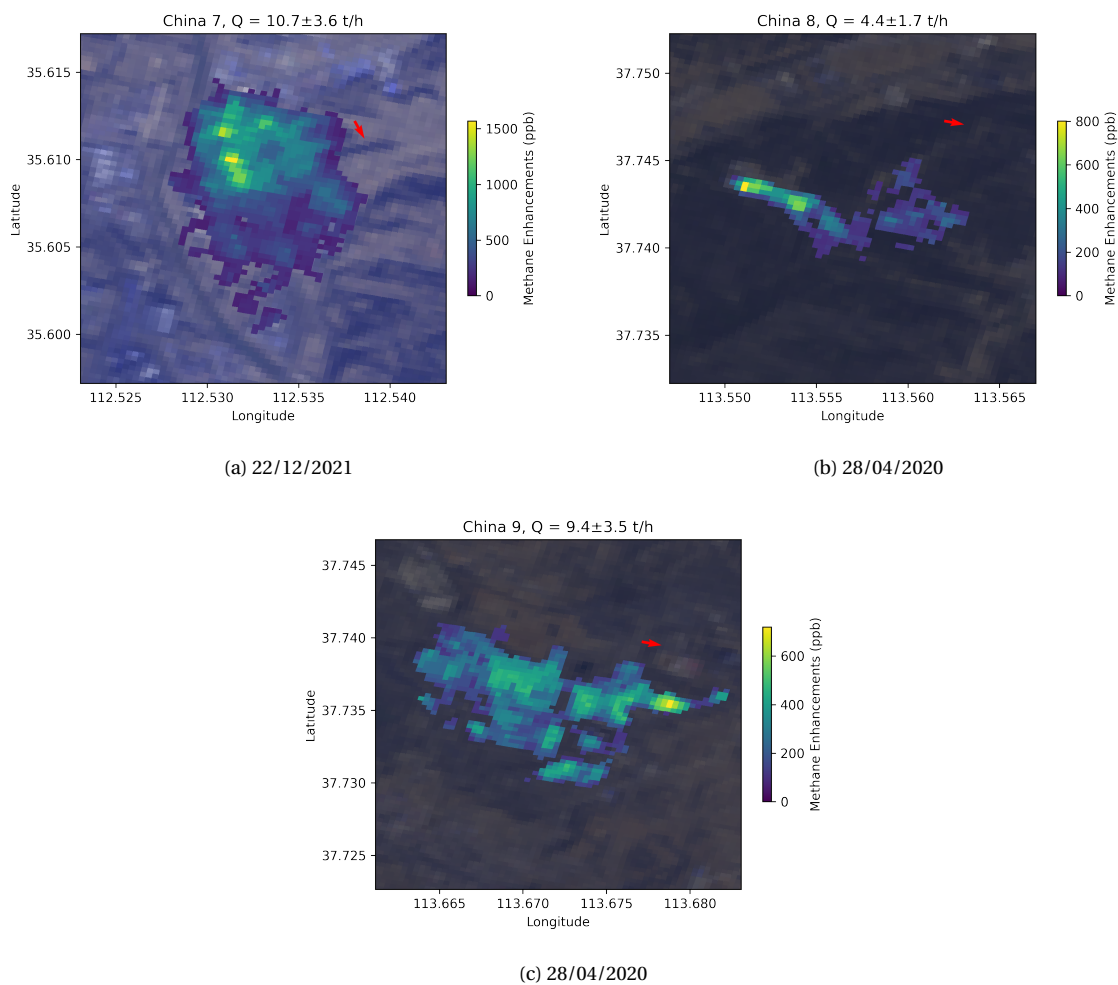 China 7, Q = 10.7±3.6 t/h
35.615
35.610
35.605
35.600
Latitude
112.525 112.530 112.535 112.540
Longitude
1500
1000
500
0
Methane Enhancements (ppb)
(a) 22/12/2021
China 8, Q = 4.4±1.7 t/h
37.750
37.745
37.740
37.735
Latitude
113.550 113.555 113.560 113.565
Longitude
800
600
400
200
0
Methane Enhancements (ppb)
(b) 28/04/2020
China 9, Q = 9.4±3.5 t/h
37.745
37.740
37.735
37.730
37.725
Latitude
113.665 113.670 113.675 113.680
Longitude
600
400
200
0
Methane Enhancements (ppb)
(c) 28/04/2020